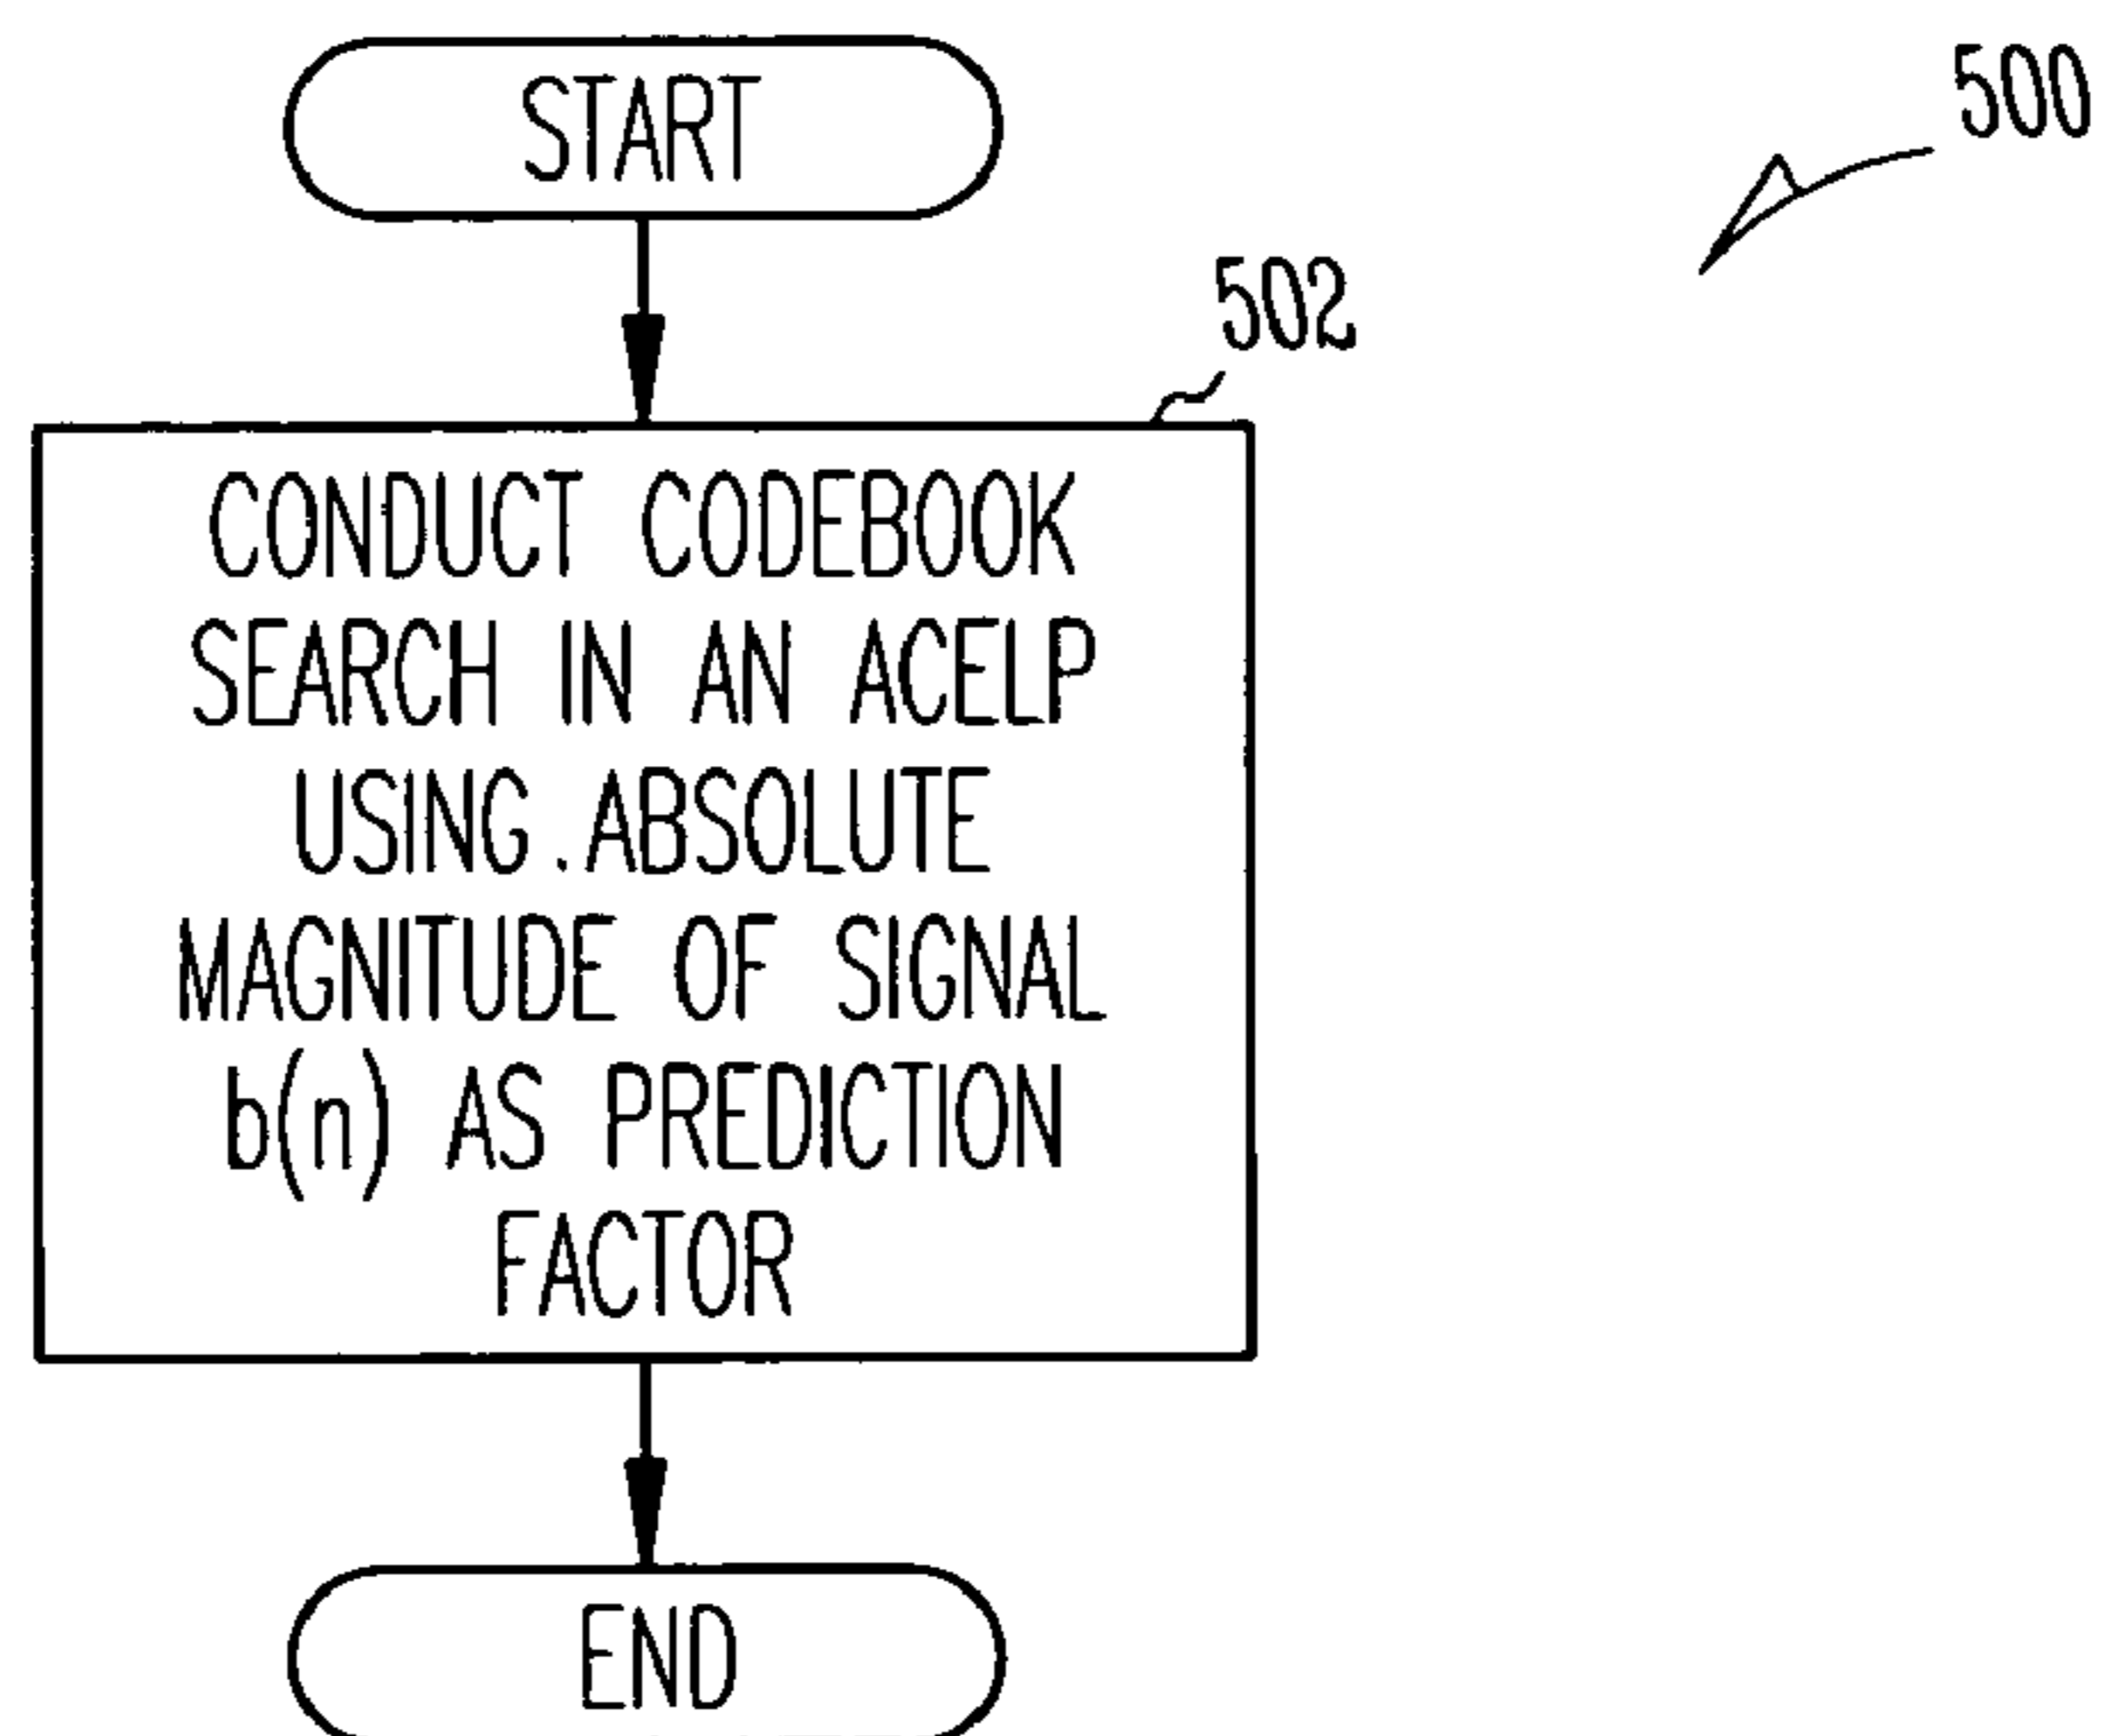 START
500
502
CONDUCT CODEBOOK
SEARCH IN AN ACELP
USING .ABSOLUTE
MAGNITUDE OF SIGNAL
b(n) AS PREDICTION
FACTOR
END